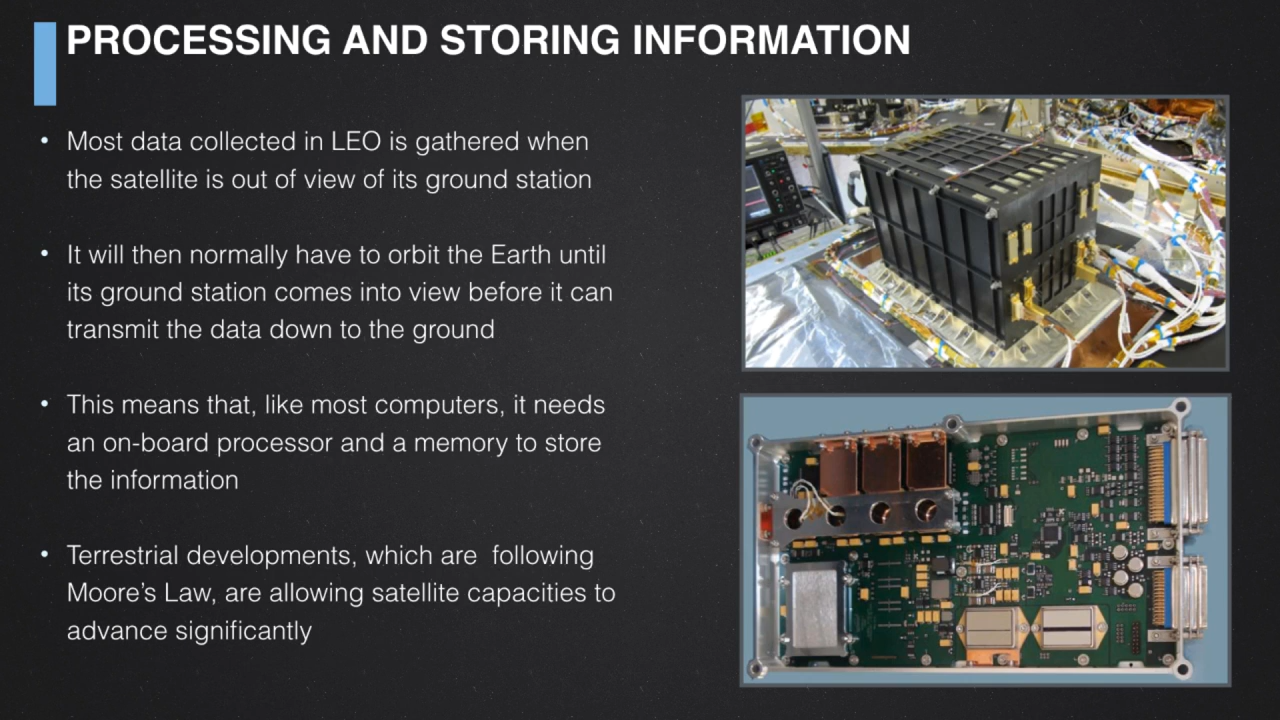 PROCESSING AND STORING INFORMATION
• Most data collected in LEO is gathered when
the satellite is out of view of its ground station
• It will then normally have to orbit the Earth until
its ground station comes into view before it can
transmit the data down to the ground
• This means that, like most computers, it needs
an on-board processor and a memory to store
the information
• Terrestrial developments, which are  following
Moore’s Law, are allowing satellite capacities to
advance significantly